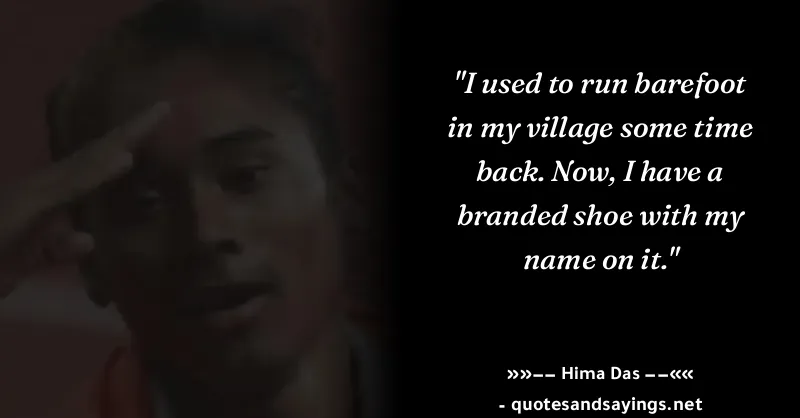 "I used to run barefoot
in my village some time
back. Now, I have a
branded shoe with my
name on it."
»»–– Hima Das ––««
- quotesandsayings.net